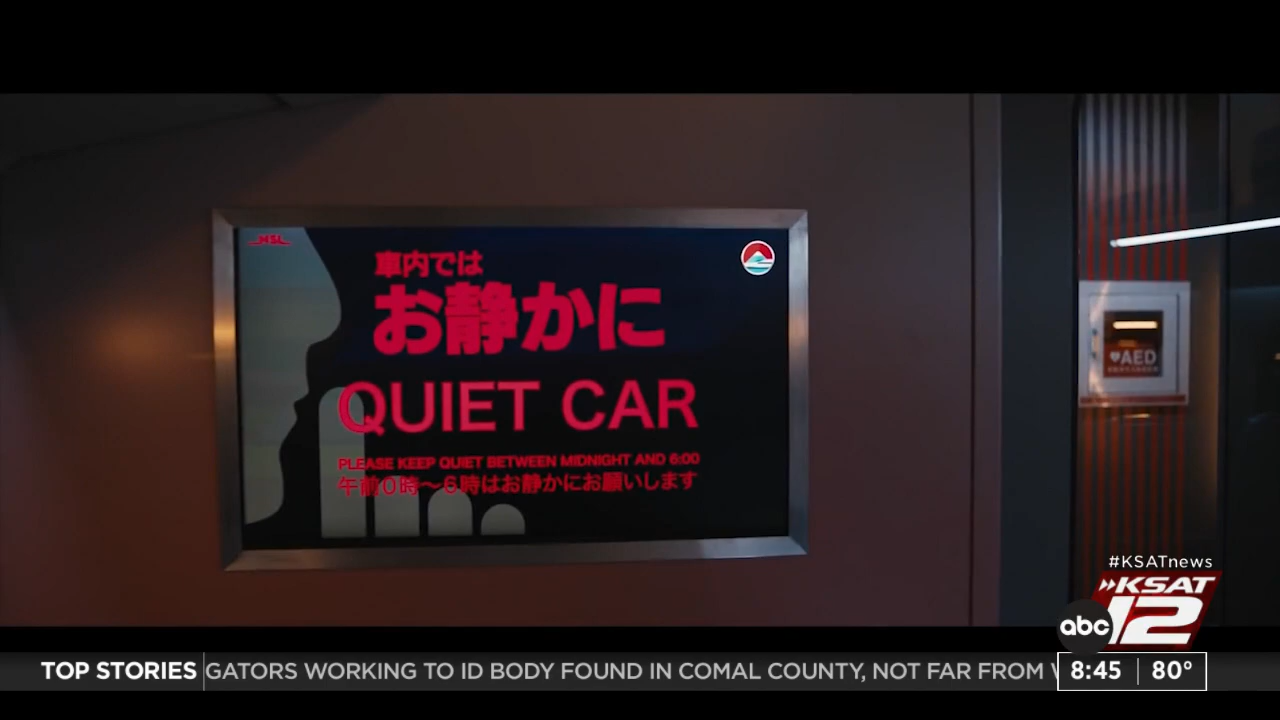 NSL
車内では
お静かに
QUIET CAR
PLEASE KEEP QUIET BETWEEN MIDNIGHT AND 6:00
午前0時～6時はお静かにお願いします
AED
#KSATnews
KSAT
abc 12
TOP STORIES GATORS WORKING TO ID BODY FOUND IN COMAL COUNTY, NOT FAR FROM
8:45 80°